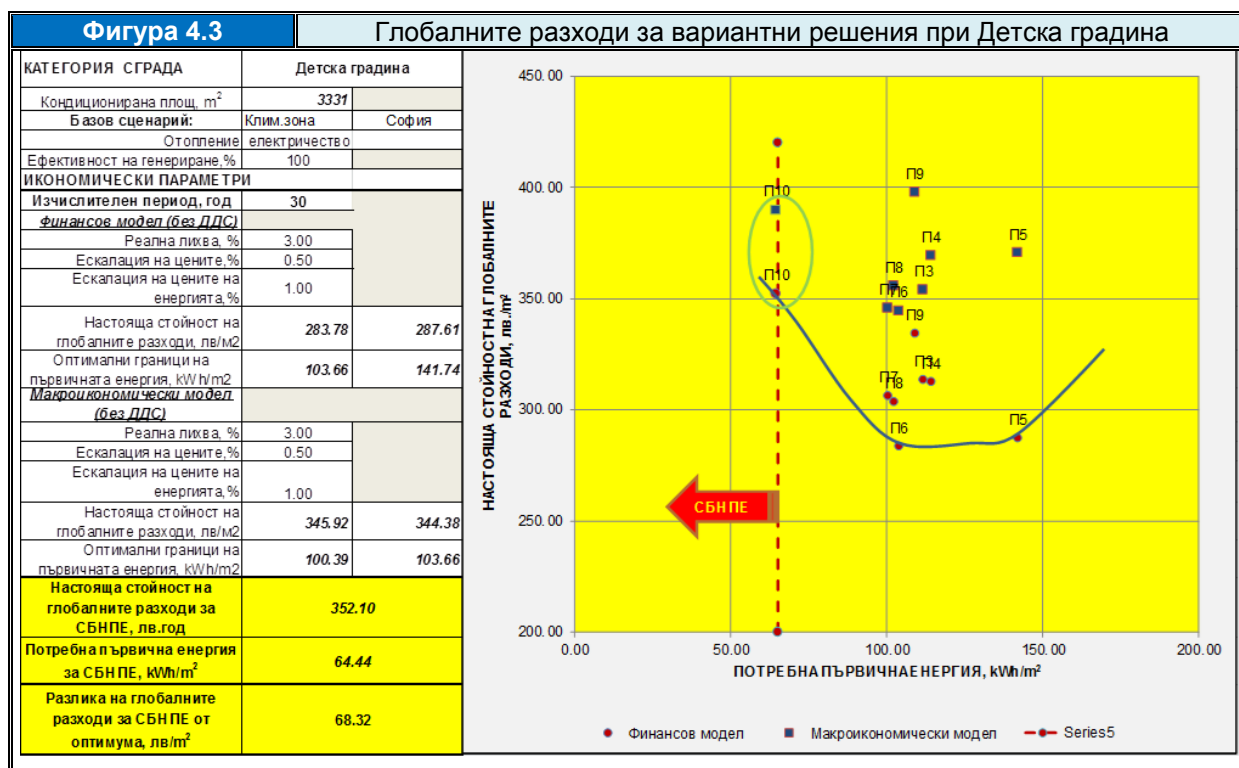 Фигура 4.3
Глобалните разходи за вариантни решения при Детска градина
КАТЕГОРИЯ СГРАДА Детска градина
Кондиционирана площ, m² 3331
Базов сценарий: Клим.зона София
Отопление електричество
Ефективност на генериране,% 100
ИКОНОМИЧЕСКИ ПАРАМЕТРИ
Изчислителен период, год 30
Финансов модел (без ДДС)
Реална лихва, % 3.00
Ескалация на цените,% 0.50
Ескалация на цените на
енергията,% 1.00
Настояща стойност на
глобалните разходи, лв/м2 283.78 287.61
Оптимални граници на
първичната енергия, kWh/m2 103.66 141.74
Макроикономически модел
(без ДДС)
Реална лихва, % 3.00
Ескалация на цените,% 0.50
Ескалация на цените на
енергията,% 1.00
Настояща стойност на
глобалните разходи, лв/м2 345.92 344.38
Оптимални граници на
първичната енергия, kWh/m2 100.39 103.66
Настояща стойност на
глобалните разходи за
СБНПЕ, лв.год 352.10
Потребна първична енергия
за СБНПЕ, kWh/m² 64.44
Разлика на глобалните
разходи за СБНПЕ от
оптимума, лв/m² 68.32
НАСТОЯЩА СТОЙНОСТ НА ГЛОБАЛНИТЕ
РАЗХОДИ, лв./m²
450.00
400.00
350.00
300.00
250.00
200.00
П9
П10
П4
П5
П8
П3
П10
П7
П6
П9
П3
П4
П7
П8
П6
П5
СБНПЕ
0.00
50.00
100.00
150.00
200.00
ПОТРЕБНА ПЪРВИЧНАЕНЕРГИЯ, kWh/m²
Финансов модел
Макроикономически модел
Series5